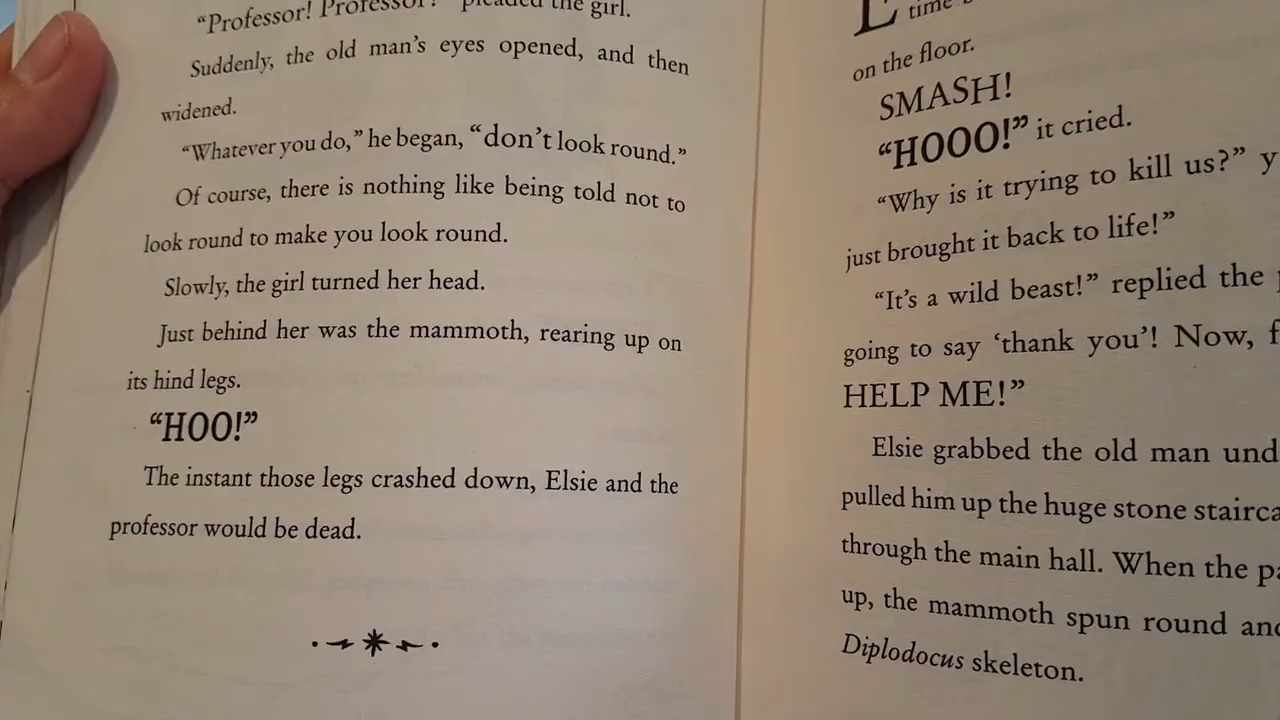 “Professor! Professor!” pleaded the girl.
Suddenly, the old man’s eyes opened, and then
widened.
“Whatever you do,” he began, “don’t look round.”
Of course, there is nothing like being told not to
look round to make you look round.
Slowly, the girl turned her head.
Just behind her was the mammoth, rearing up on
its hind legs.
“HOO!”
The instant those legs crashed down, Elsie and the
professor would be dead.
time
on the floor.
SMASH!
“HOOO!” it cried.
“Why is it trying to kill us?”
just brought it back to life!”
“It’s a wild beast!” replied the
going to say ‘thank you’! Now,
HELP ME!”
Elsie grabbed the old man
pulled him up the huge stone
through the main hall. When the
up, the mammoth spun round
Diplodocus skeleton.